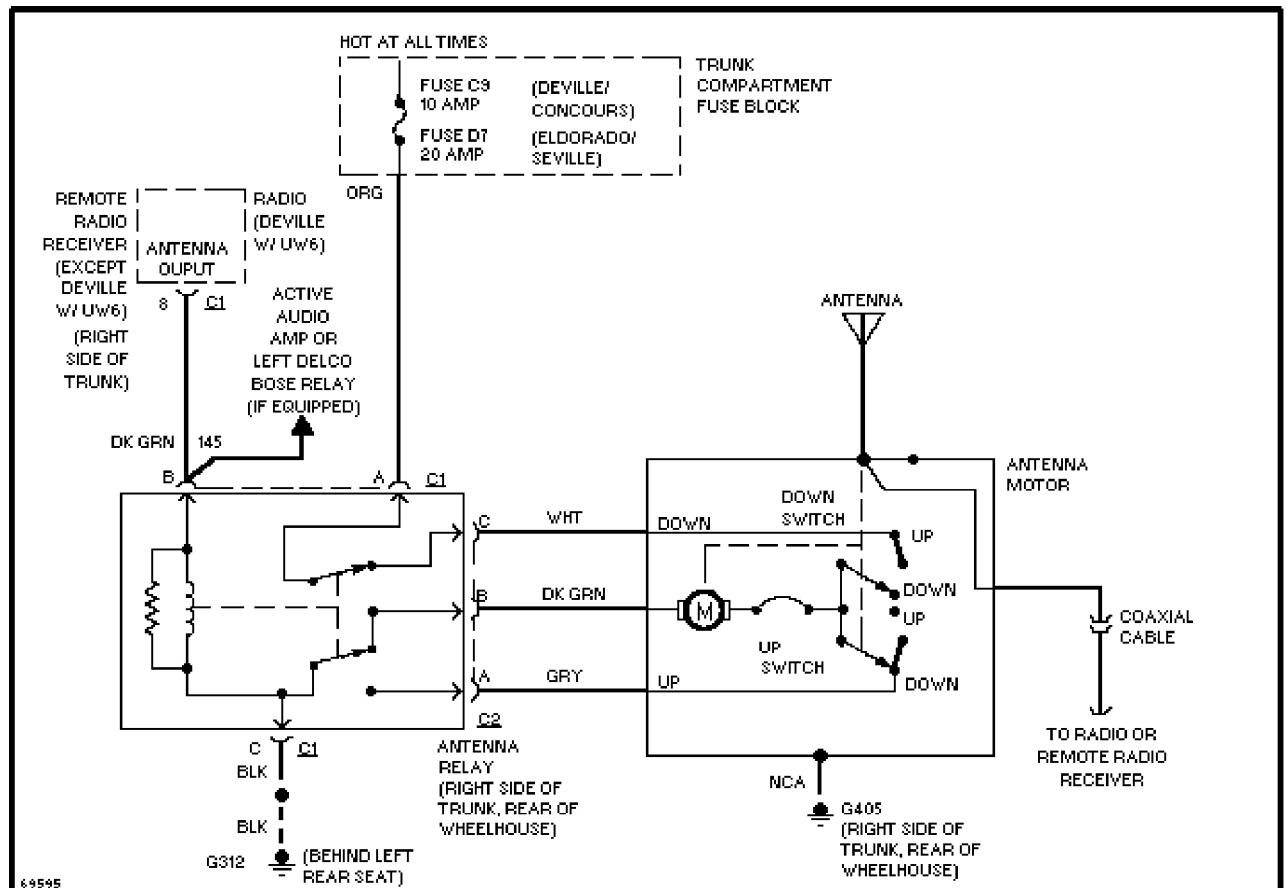 HOT AT ALL TIMES
FUSE C9
10 AMP
(DEVILLE/
CONCOURS)
FUSE D7
20 AMP
(ELDORADO/
SEVILLE)
TRUNK
COMPARTMENT
FUSE BLOCK
ORG
REMOTE
RADIO
RECEIVER
(EXCEPT
DEVILLE
W/ UW6)
(RIGHT
SIDE OF
TRUNK)
ANTENNA
OUPUT
RADIO
(DEVILLE
W/ UW6)
8 C1
ACTIVE
AUDIO
AMP OR
LEFT DELCO
BOSE RELAY
(IF EQUIPPED)
DK GRN 145
B
A C1
ANTENNA
ANTENNA
MOTOR
C WHT DOWN
DOWN
SWITCH
UP
DOWN
B DK GRN
M
UP
UP
SWITCH
DOWN
A GRY UP
C2
COAXIAL
CABLE
TO RADIO OR
REMOTE RADIO
RECEIVER
C C1
BLK
BLK
G312
(BEHIND LEFT
REAR SEAT)
ANTENNA
RELAY
(RIGHT SIDE OF
TRUNK, REAR OF
WHEELHOUSE)
NCA
G405
(RIGHT SIDE OF
TRUNK, REAR OF
WHEELHOUSE)
69595